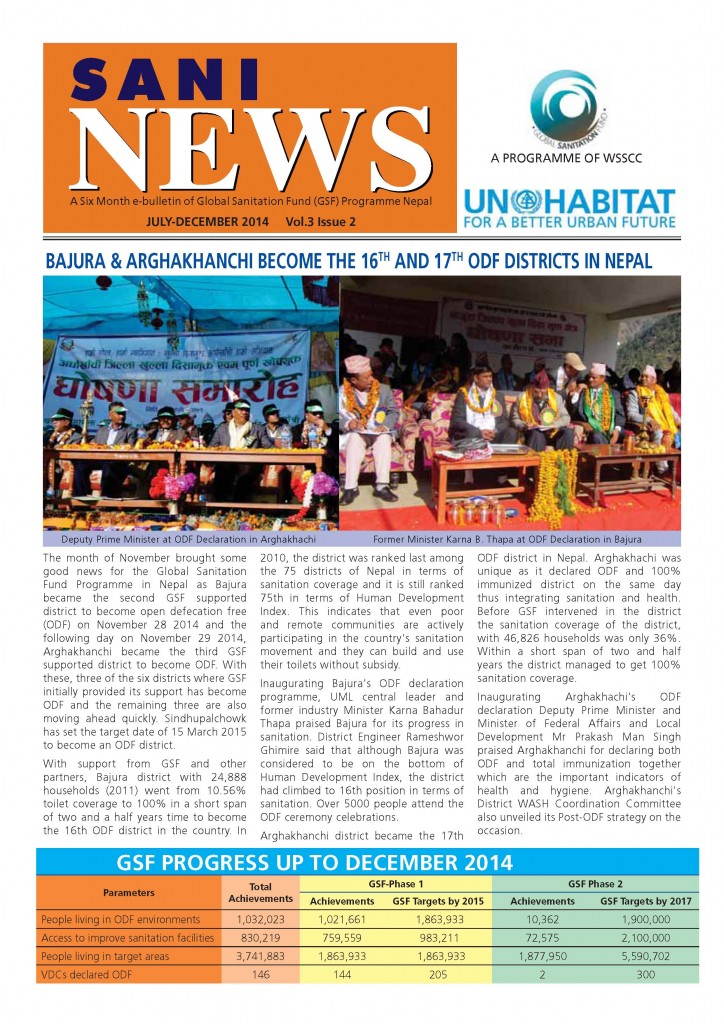 SANI
NEWS
A Six Month e-bulletin of Global Sanitation Fund (GSF) Programme Nepal
JULY-DECEMBER 2014 Vol.3 Issue 2
GLOBAL SANITATION FUND
A PROGRAMME OF WSSCC
UN HABITAT
FOR A BETTER URBAN FUTURE
BAJURA & ARGHAKHANCHI BECOME THE 16TH AND 17TH ODF DISTRICTS IN NEPAL
घोषणा समारोह
घोषणा सभा
Deputy Prime Minister at ODF Declaration in Arghakhachi
Former Minister Karna B. Thapa at ODF Declaration in Bajura
The month of November brought some
good news for the Global Sanitation
Fund Programme in Nepal as Bajura
became the second GSF supported
district to become open defecation free
(ODF) on November 28 2014 and the
following day on November 29 2014,
Arghakhanchi became the third GSF
supported district to become ODF. With
these, three of the six districts where GSF
initially provided its support has become
ODF and the remaining three are also
moving ahead quickly. Sindhupalchowk
has set the target date of 15 March 2015
to become an ODF district.
With support from GSF and other
partners, Bajura district with 24,888
households (2011) went from 10.56%
toilet coverage to 100% in a short span
of two and a half years time to become
the 16th ODF district in the country. In
2010, the district was ranked last among
the 75 districts of Nepal in terms of
sanitation coverage and it is still ranked
75th in terms of Human Development
Index. This indicates that even poor
and remote communities are actively
participating in the country's sanitation
movement and they can build and use
their toilets without subsidy.
Inaugurating Bajura's ODF declaration
programme, UML central leader and
former industry Minister Karna Bahadur
Thapa praised Bajura for its progress in
sanitation. District Engineer Rameshwor
Ghimire said that although Bajura was
considered to be on the bottom of
Human Development Index, the district
had climbed to 16th position in terms of
sanitation. Over 5000 people attend the
ODF ceremony celebrations.
Arghakhanchi district became the 17th
ODF district in Nepal. Arghakhachi was
unique as it declared ODF and 100%
immunized district on the same day
thus integrating sanitation and health.
Before GSF intervened in the district
the sanitation coverage of the district,
with 46,826 households was only 36%.
Within a short span of two and half
years the district managed to get 100%
sanitation coverage.
Inaugurating Arghakhachi's ODF
declaration Deputy Prime Minister and
Minister of Federal Affairs and Local
Development Mr Prakash Man Singh
praised Arghakhanchi for declaring both
ODF and total immunization together
which are the important indicators of
health and hygiene. Arghakhanchi's
District WASH Coordination Committee
also unveiled its Post-ODF strategy on the
occasion.
GSF PROGRESS UP TO DECEMBER 2014
Parameters Total Achievements GSF-Phase 1 GSF Phase 2
Achievements GSF Targets by 2015 Achievements GSF Targets by 2017
People living in ODF environments 1,032,023 1,021,661 1,863,933 10,362 1,900,000
Access to improve sanitation facilities 830,219 759,559 983,211 72,575 2,100,000
People living in target areas 3,741,883 1,863,933 1,863,933 1,877,950 5,590,702
VDCs declared ODF 146 144 205 2 300